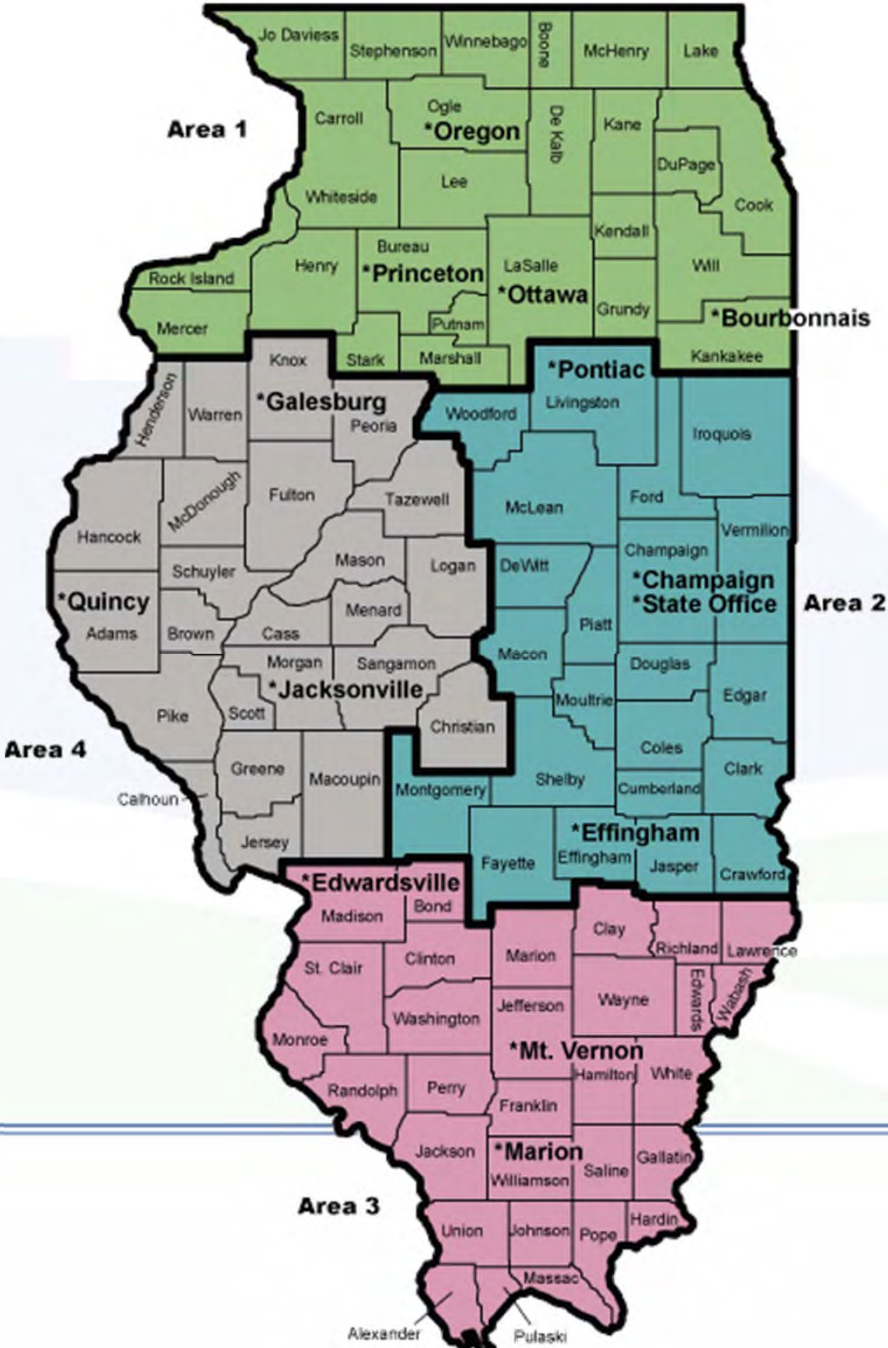 Jo Daviess
Stephenson
Winnebago
Boone
McHenry
Lake
Area 1
Carroll
Ogle
*Oregon
De Kalb
Kane
DuPage
Cook
Whiteside
Lee
Kendall
Will
Rock Island
Henry
Bureau
*Princeton
LaSalle
*Ottawa
Grundy
*Bourbonnais
Mercer
Putnam
Stark
Marshall
Kankakee
Knox
*Galesburg
Henderson
Warren
Peoria
*Pontiac
Woodford
Livingston
Iroquois
Hancock
McDonough
Fulton
Tazewell
McLean
Ford
Vermilion
Schuyler
Mason
Logan
DeWitt
Champaign
*Champaign
*State Office
Area 2
*Quincy
Adams
Brown
Cass
Menard
Piatt
Macon
Morgan
Sangamon
*Jacksonville
Douglas
Edgar
Pike
Scott
Christian
Moultrie
Area 4
Coles
Clark
Greene
Macoupin
Montgomery
Shelby
Cumberland
Calhoun
Jersey
Fayette
*Effingham
Effingham
Jasper
Crawford
*Edwardsville
Madison
Bond
Clay
Richland
Lawrence
St. Clair
Clinton
Marion
Wayne
Edwards
Wabash
Washington
Jefferson
Monroe
*Mt. Vernon
Hamilton
White
Randolph
Perry
Franklin
Jackson
*Marion
Williamson
Saline
Gallatin
Area 3
Union
Johnson
Pope
Hardin
Massac
Alexander
Pulaski